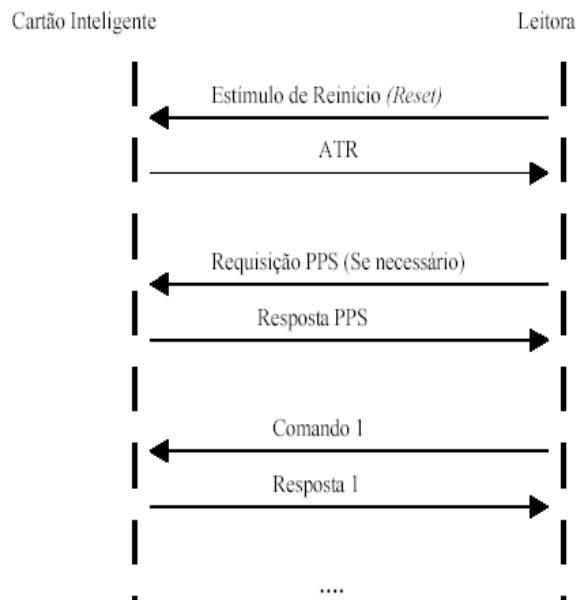 Cartão Inteligente Leitora
Estímulo de Reinício (Reset)
ATR
Requisição PPS (Se necessário)
Resposta PPS
Comando 1
Resposta 1
....